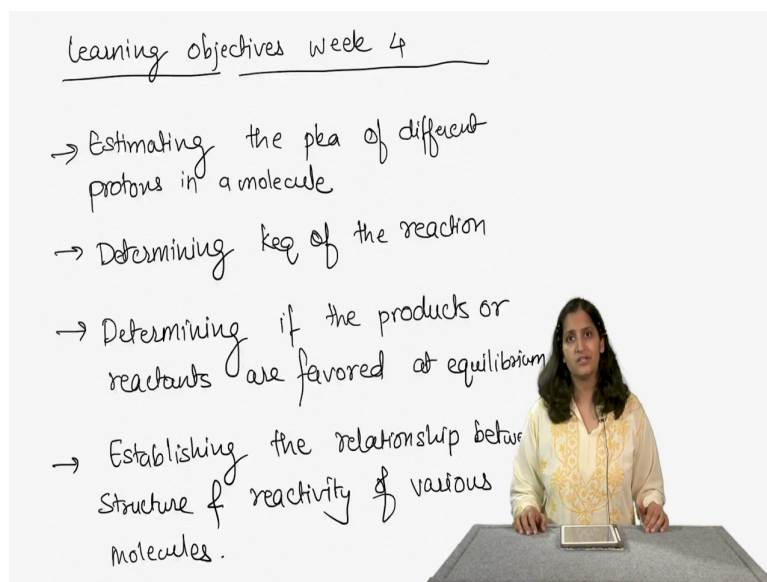 Learning objectives week 4
→ Estimating the pka of different
protons in a molecule
→ Determining keq of the reaction
→ Determining if the products or
reactants are favored at equilibrium
→ Establishing the relationship betwe
structure & reactivity of various
molecules.